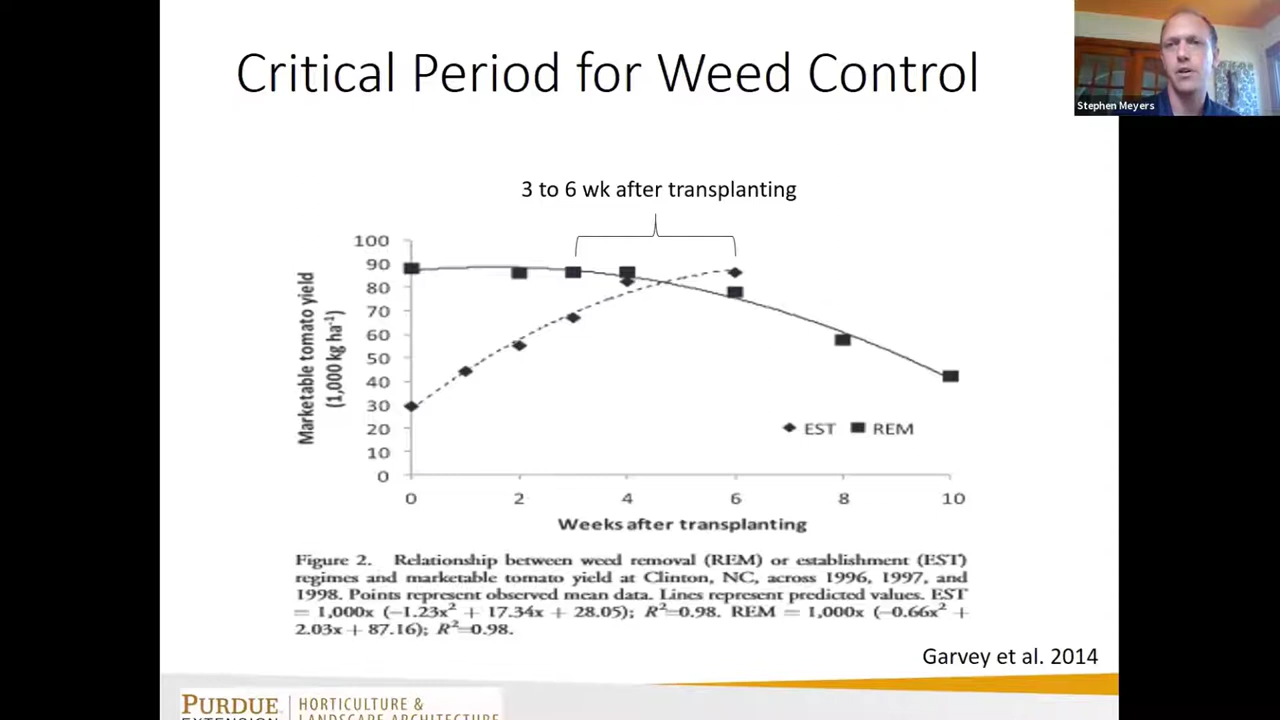 Critical Period for Weed Control
Stephen Meyers
3 to 6 wk after transplanting
100
90
80
70
60
50
40
30
20
10
0
Marketable tomato yield
(1,000 kg ha⁻¹)
EST REM
0 2 4 6 8 10
Weeks after transplanting
Figure 2. Relationship between weed removal (REM) or establishment (EST)
regimes and marketable tomato yield at Clinton, NC, across 1996, 1997, and
1998. Points represent observed mean data. Lines represent predicted values. EST
= 1,000x (−1.23x² + 17.34x + 28.05); R²=0.98. REM = 1,000x (−0.66x² +
2.03x + 87.16); R²=0.98.
Garvey et al. 2014
PURDUE
EXTENSION
HORTICULTURE &
LANDSCAPE ARCHITECTURE